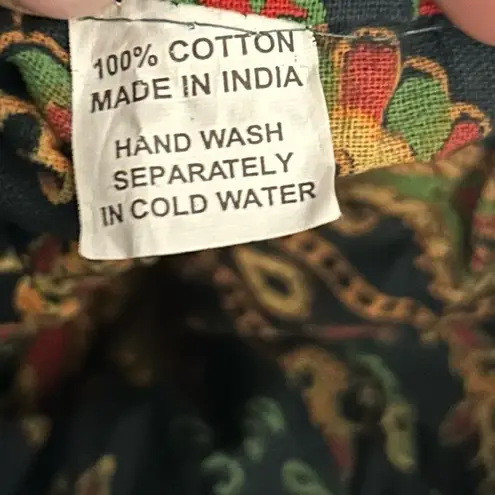 100% COTTON
MADE IN INDIA
HAND WASH
SEPARATELY
IN COLD WATER